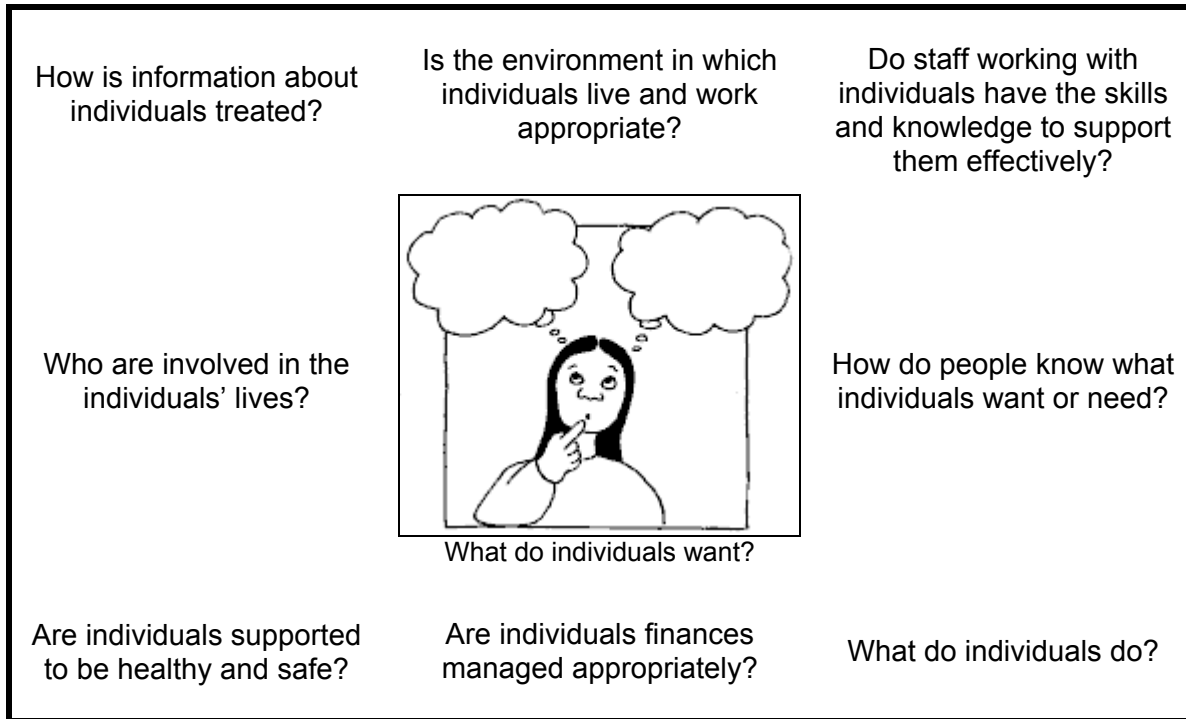 How is information about
individuals treated?
Is the environment in which
individuals live and work
appropriate?
Do staff working with
individuals have the skills
and knowledge to support
them effectively?
Who are involved in the
individuals’ lives?
How do people know what
individuals want or need?
What do individuals want?
Are individuals supported
to be healthy and safe?
Are individuals finances
managed appropriately?
What do individuals do?